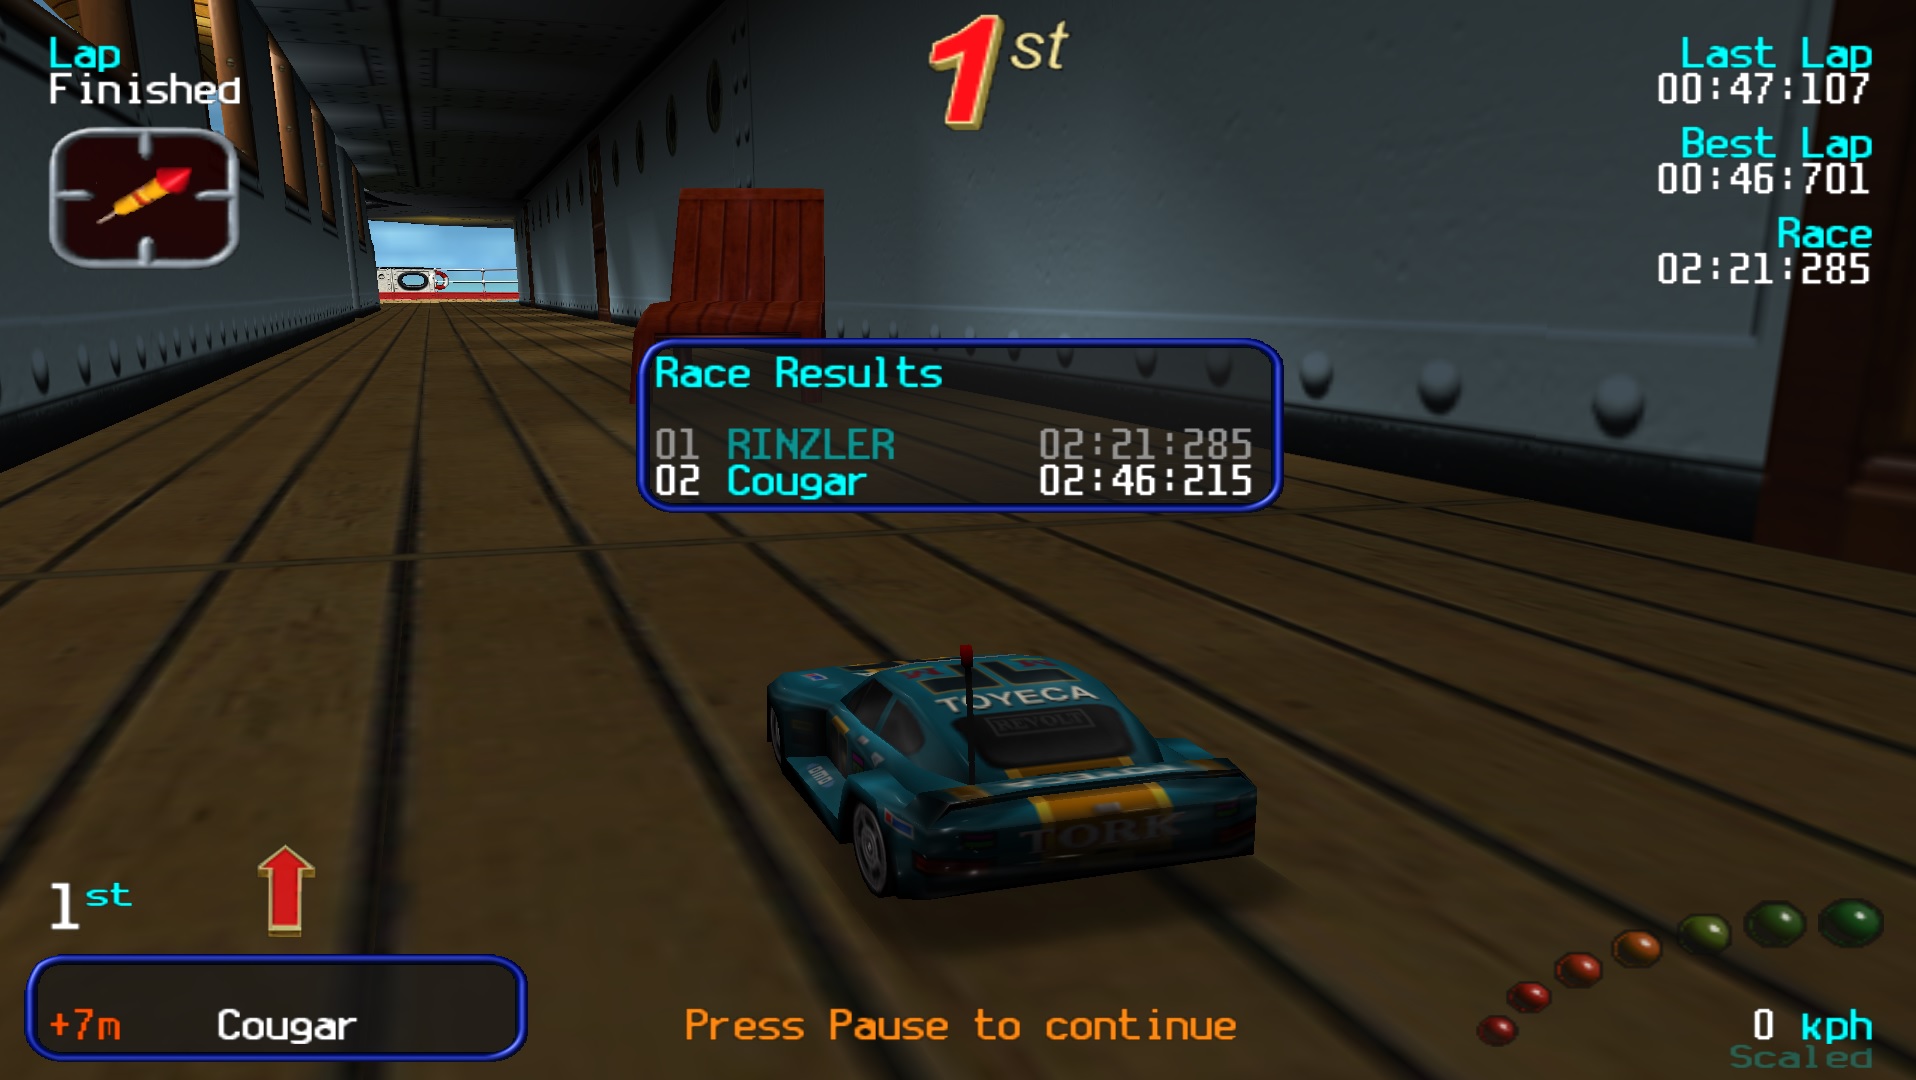 Lap
Finished
1st
Last Lap
00:47:107
Best Lap
00:46:701
Race
02:21:285
Race Results
01 RINZLER 02:21:285
02 Cougar 02:46:215
TOYECA
REVOLT
TORK
1st
+7m Cougar
Press Pause to continue
0 kph
Scaled